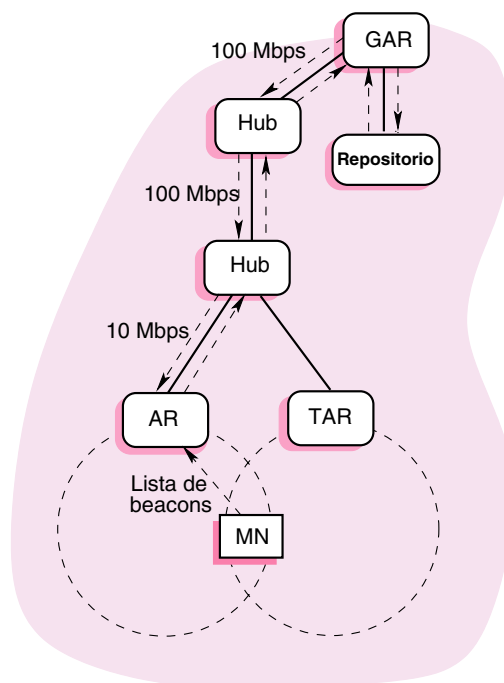 100 Mbps
GAR
Hub
Repositorio
100 Mbps
Hub
10 Mbps
AR
TAR
Lista de
beacons
MN